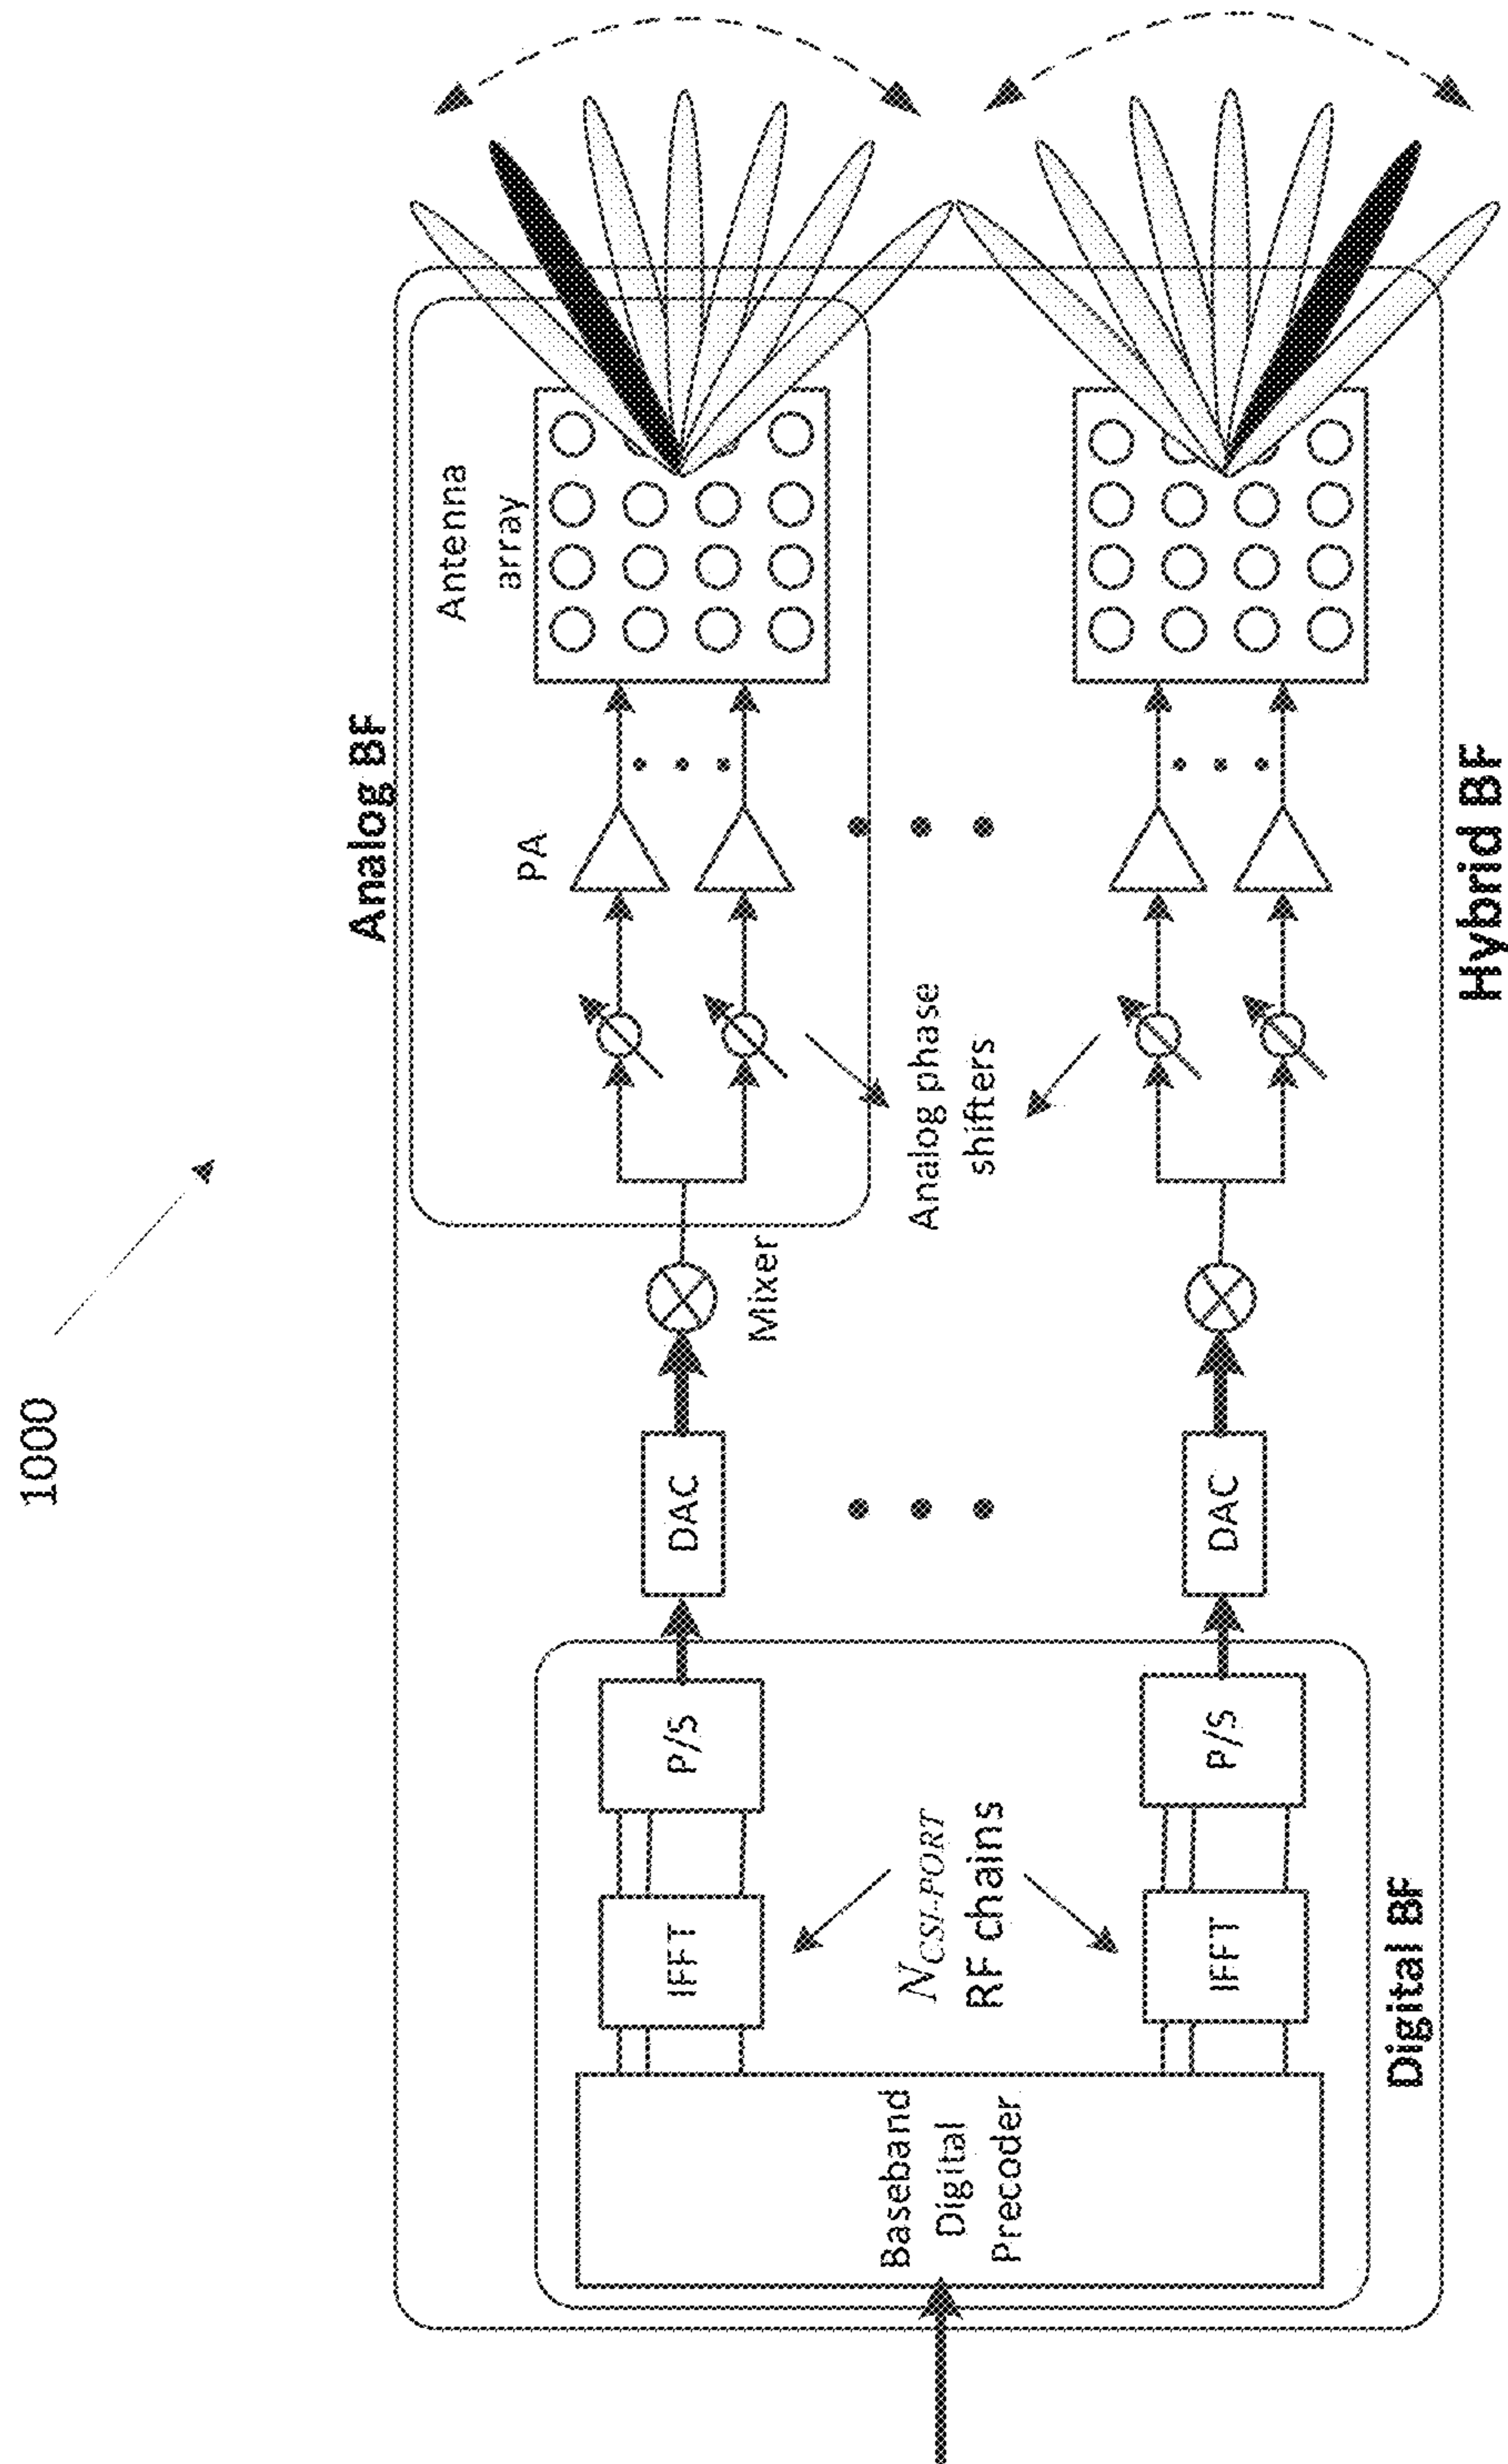 1000
Analog BF
Antenna
array
PA
Analog phase
shifters
Mixer
DAC
DAC
P/S
P/S
N_CSI-PORT
RF chains
IFFT
IFFT
Baseband
Digital
Precoder
Digital BF
Hybrid BF